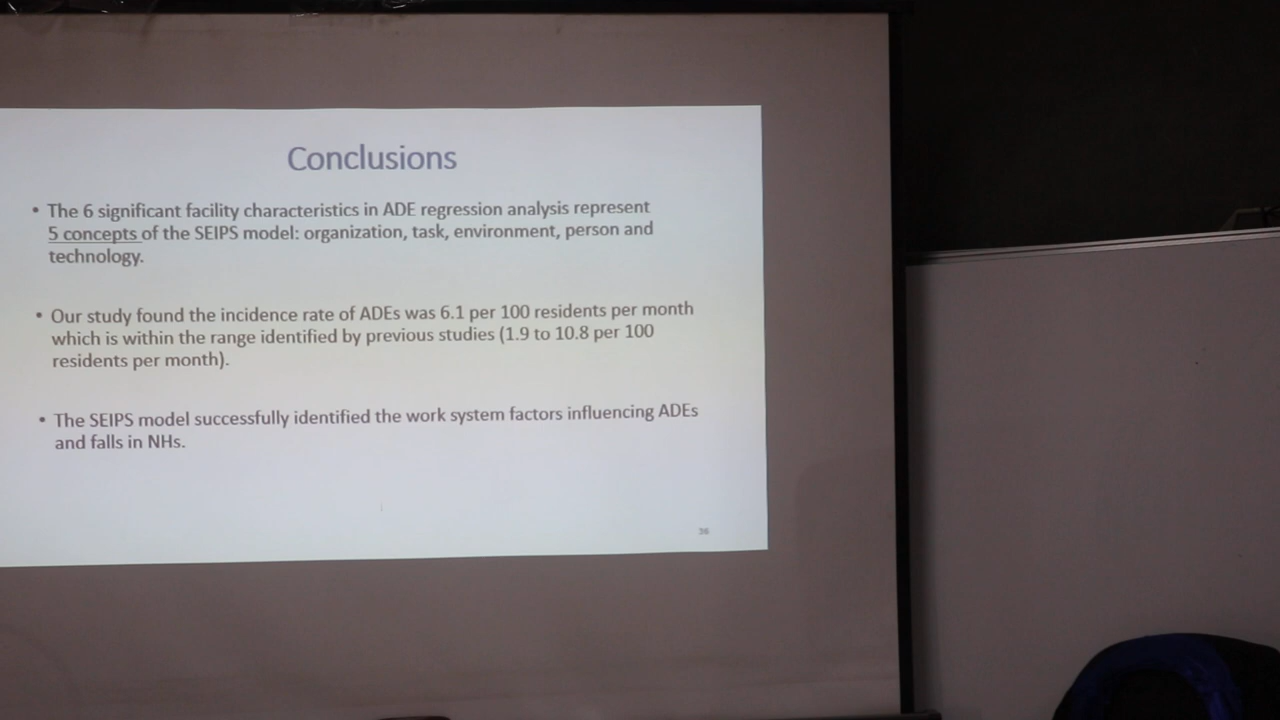 Conclusions
• The 6 significant facility characteristics in ADE regression analysis represent
5 concepts of the SEIPS model: organization, task, environment, person and
technology.
• Our study found the incidence rate of ADEs was 6.1 per 100 residents per month
which is within the range identified by previous studies (1.9 to 10.8 per 100
residents per month).
• The SEIPS model successfully identified the work system factors influencing ADEs
and falls in NHs.